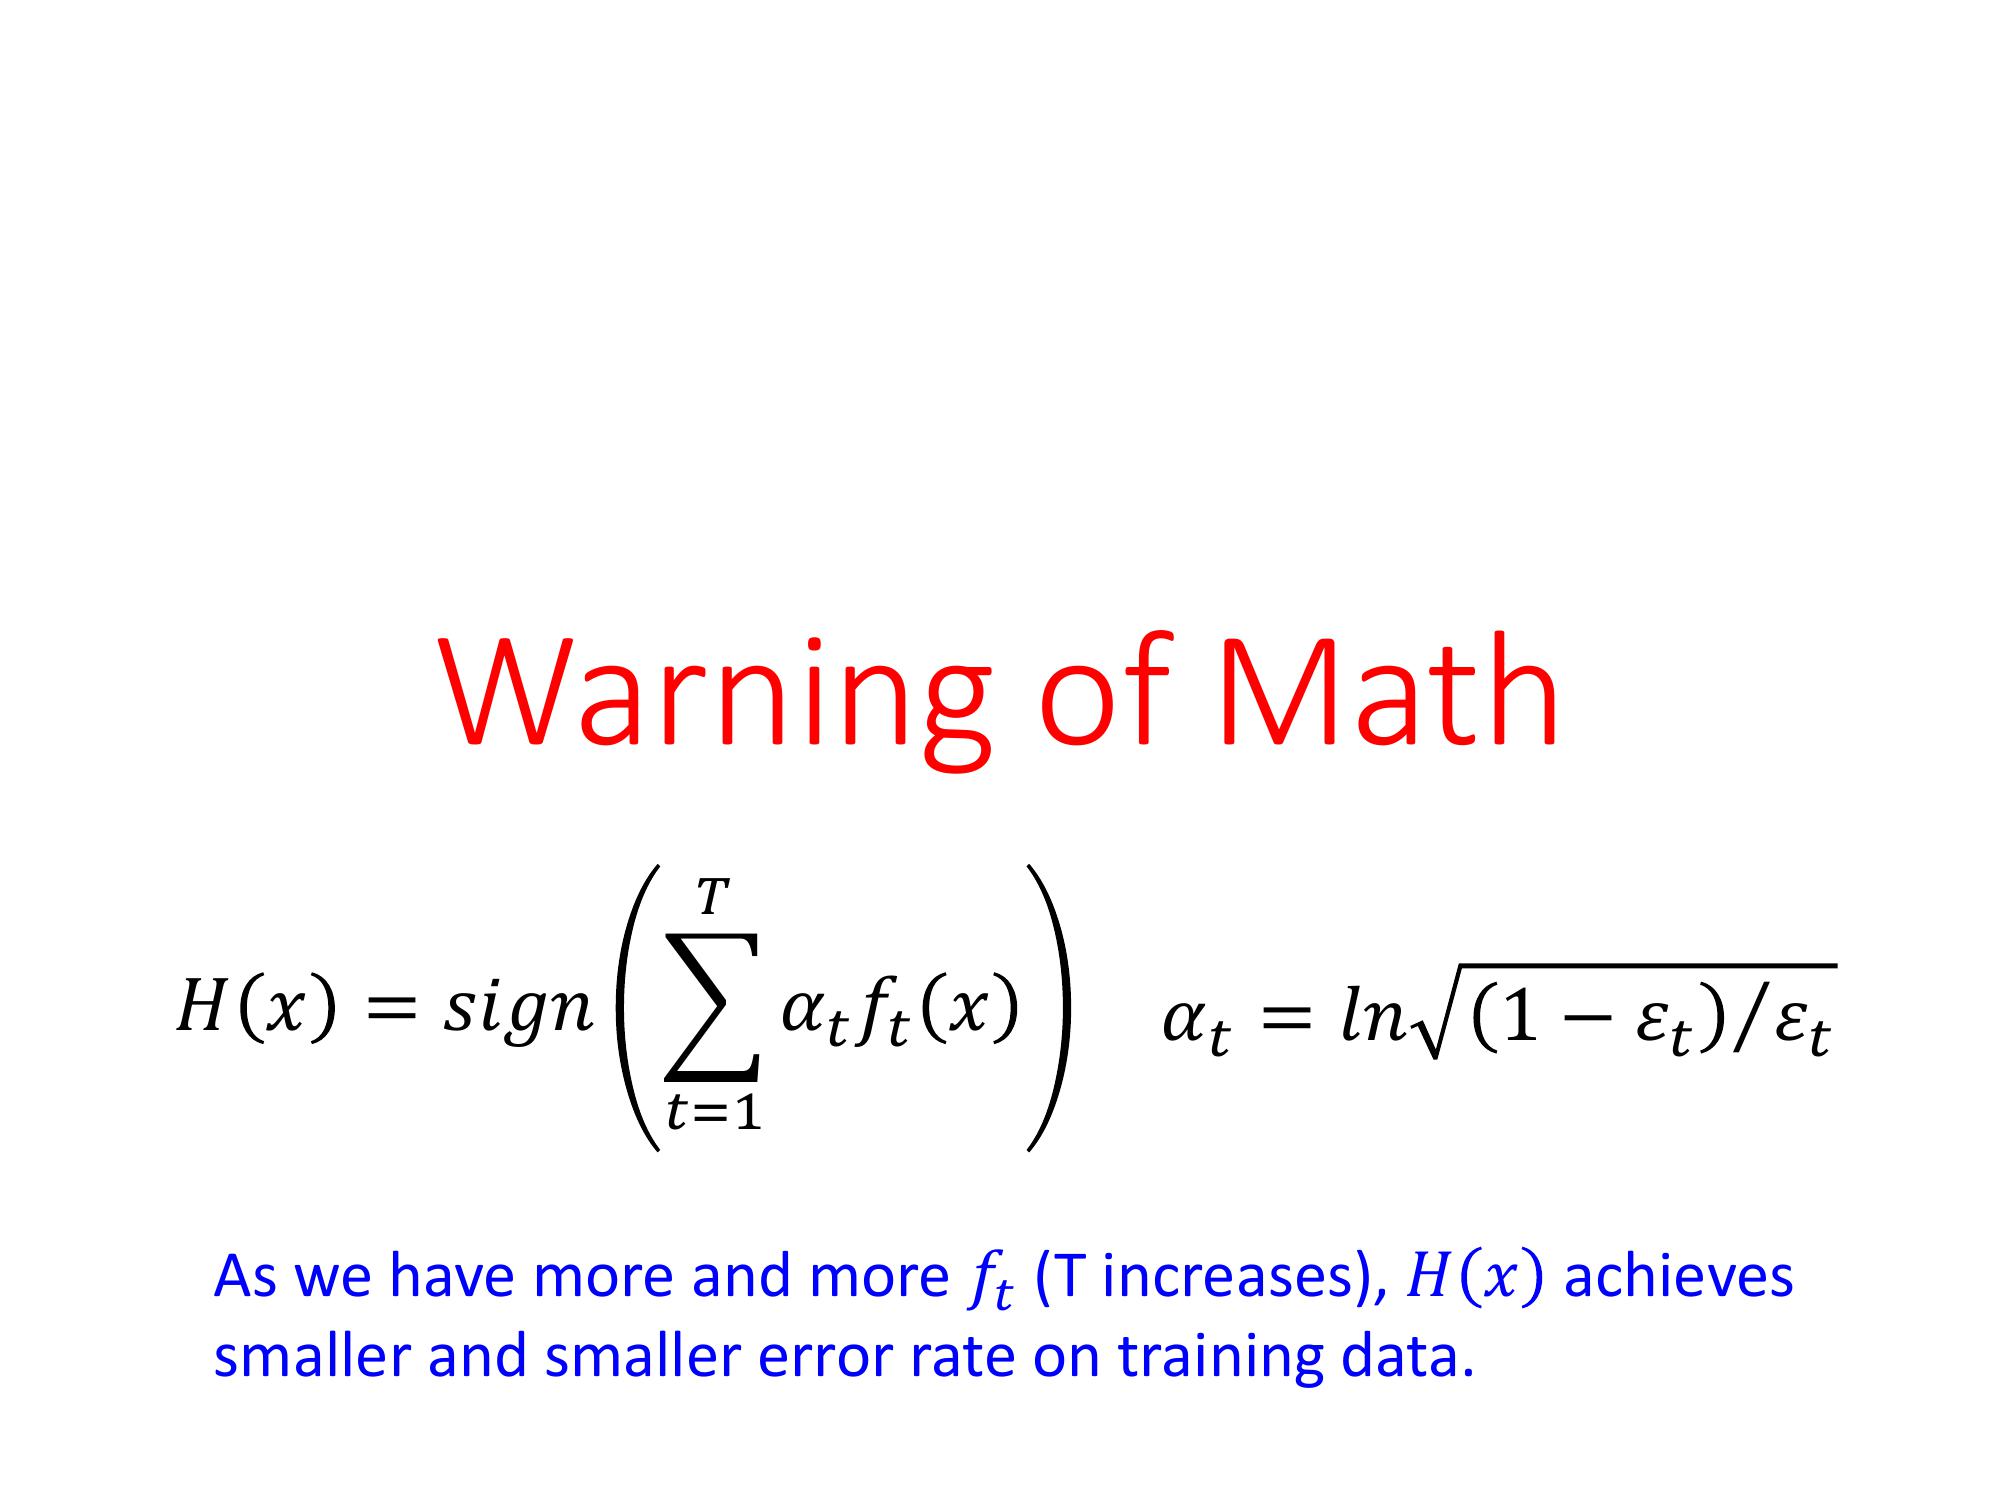 Warning of Math
$H(x) = sign\left(\sum_{t=1}^{T} \alpha_t f_t(x)\right)$ $\alpha_t = ln\sqrt{(1 - \varepsilon_t)/\varepsilon_t}$
As we have more and more $f_t$ (T increases), $H(x)$ achieves
smaller and smaller error rate on training data.